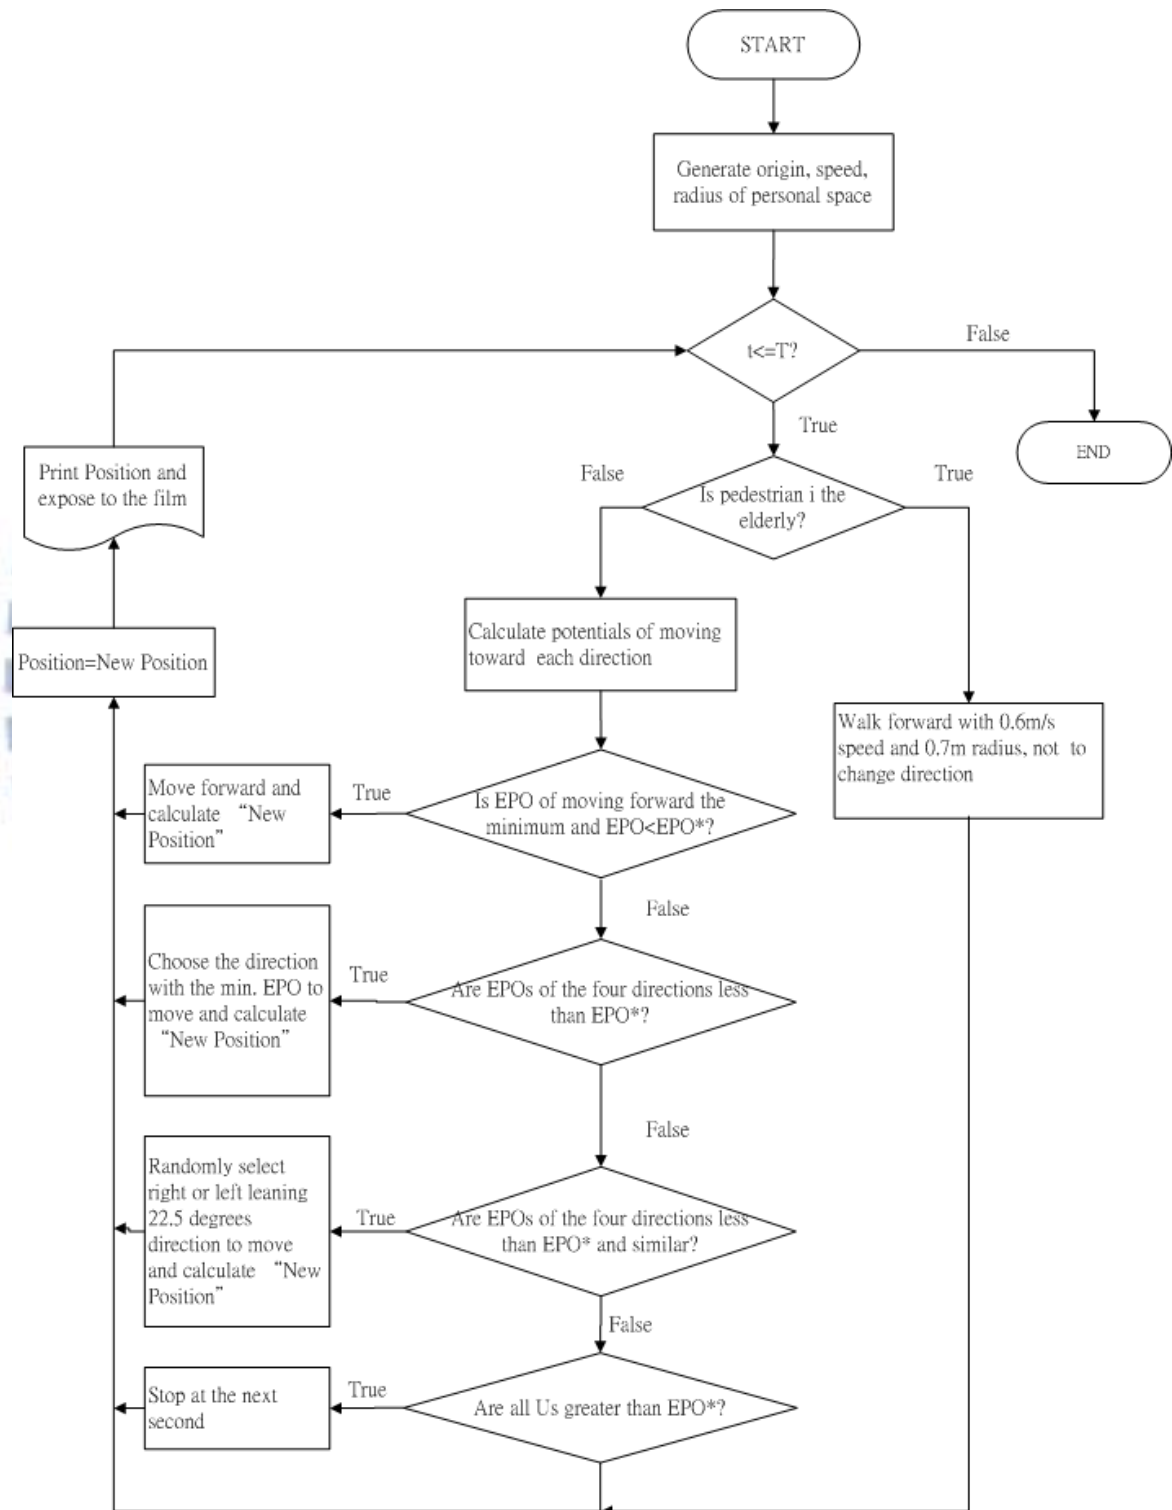 START
Generate origin, speed,
radius of personal space
t<=T?
False
True
END
Print Position and
expose to the film
False
True
Is pedestrian i the
elderly?
Calculate potentials of moving
toward each direction
Position=New Position
Walk forward with 0.6m/s
speed and 0.7m radius, not to
change direction
Move forward and
calculate “New
Position”
True
Is EPO of moving forward the
minimum and EPO<EPO*?
False
Choose the direction
with the min. EPO to
move and calculate
“New Position”
True
Are EPOs of the four directions less
than EPO*?
False
Randomly select
right or left leaning
22.5 degrees
direction to move
and calculate “New
Position”
True
Are EPOs of the four directions less
than EPO* and similar?
False
Stop at the next
second
True
Are all Us greater than EPO*?